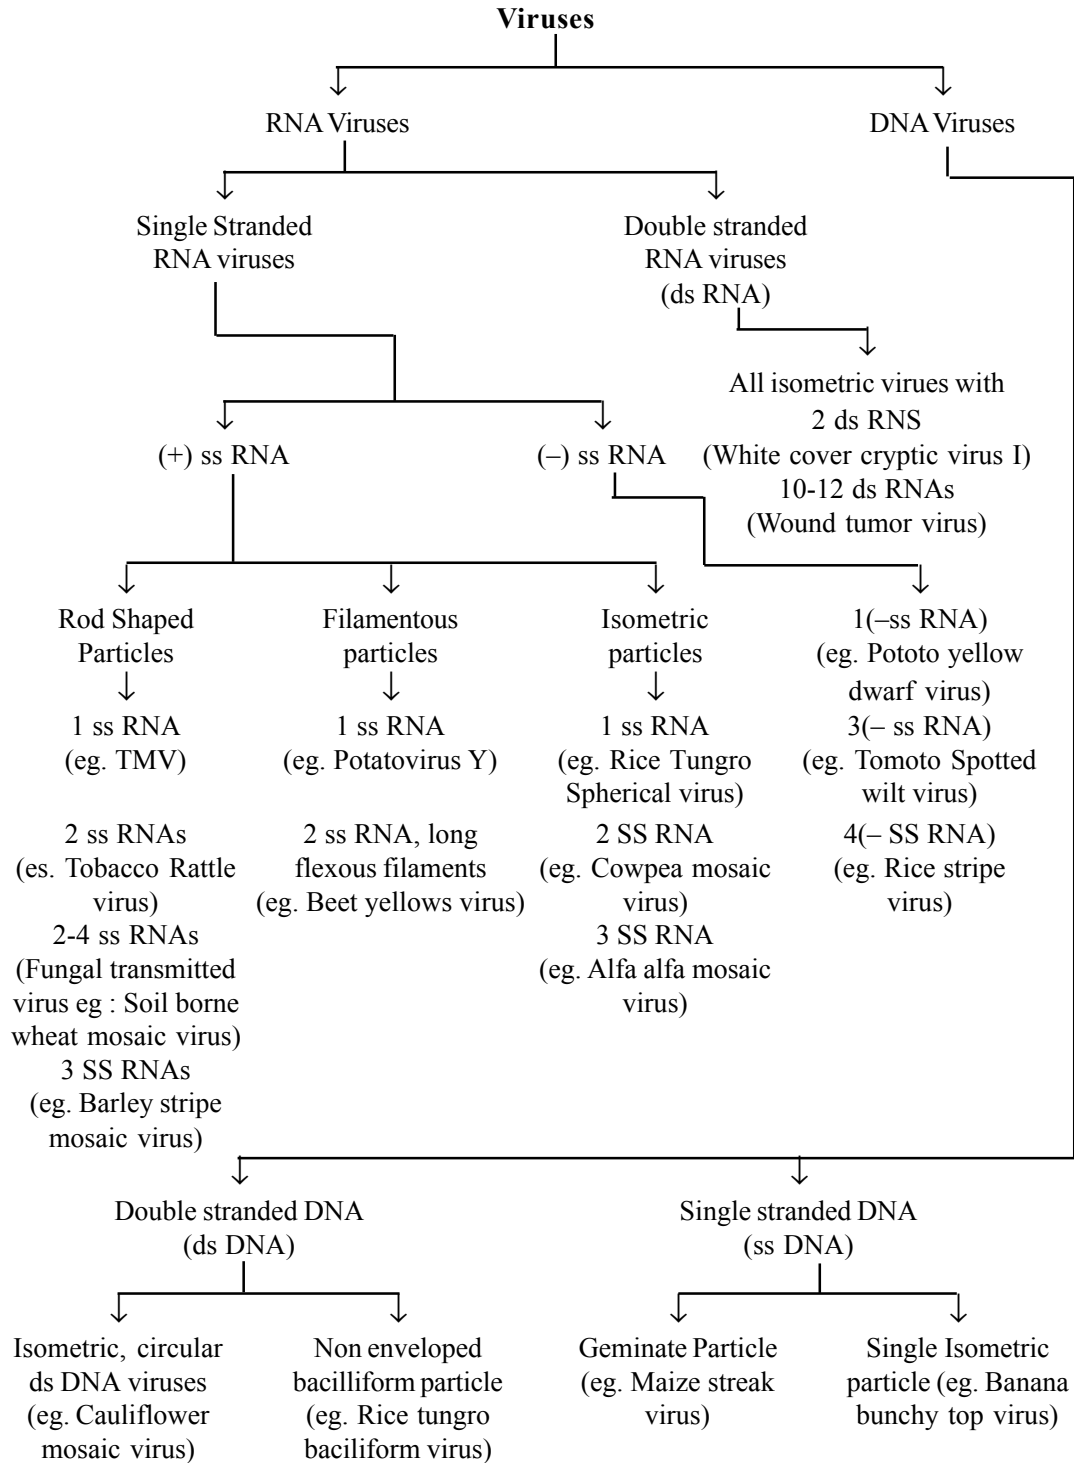 Viruses
RNA Viruses
DNA Viruses
Single Stranded
RNA viruses
Double stranded
RNA viruses
(ds RNA)
All isometric virues with
2 ds RNS
(White cover cryptic virus I)
10-12 ds RNAs
(Wound tumor virus)
(+) ss RNA
(–) ss RNA
Rod Shaped
Particles
1 ss RNA
(eg. TMV)
2 ss RNAs
(es. Tobacco Rattle
virus)
2-4 ss RNAs
(Fungal transmitted
virus eg : Soil borne
wheat mosaic virus)
3 SS RNAs
(eg. Barley stripe
mosaic virus)
Filamentous
particles
1 ss RNA
(eg. Potatovirus Y)
2 ss RNA, long
flexous filaments
(eg. Beet yellows virus)
Isometric
particles
1 ss RNA
(eg. Rice Tungro
Spherical virus)
2 SS RNA
(eg. Cowpea mosaic
virus)
3 SS RNA
(eg. Alfa alfa mosaic
virus)
1(–ss RNA)
(eg. Pototo yellow
dwarf virus)
3(– ss RNA)
(eg. Tomoto Spotted
wilt virus)
4(– SS RNA)
(eg. Rice stripe
virus)
Double stranded DNA
(ds DNA)
Single stranded DNA
(ss DNA)
Isometric, circular
ds DNA viruses
(eg. Cauliflower
mosaic virus)
Non enveloped
bacilliform particle
(eg. Rice tungro
baciliform virus)
Geminate Particle
(eg. Maize streak
virus)
Single Isometric
particle (eg. Banana
bunchy top virus)